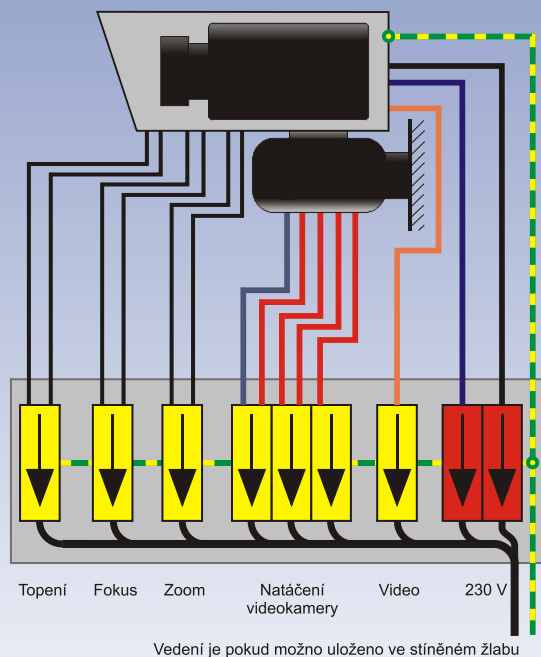 Topení Fokus Zoom Natáčení Video 230 V
videokamery
Vedení je pokud možno uloženo ve stíněném žlabu